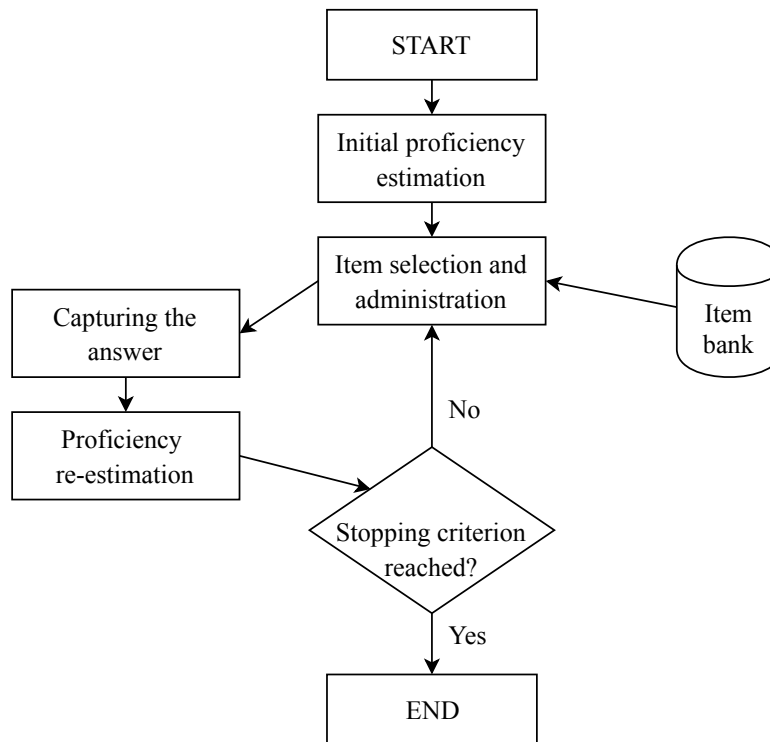 START
Initial proficiency
estimation
Item selection and
administration
Item
bank
Capturing the
answer
Proficiency
re-estimation
No
Stopping criterion
reached?
Yes
END